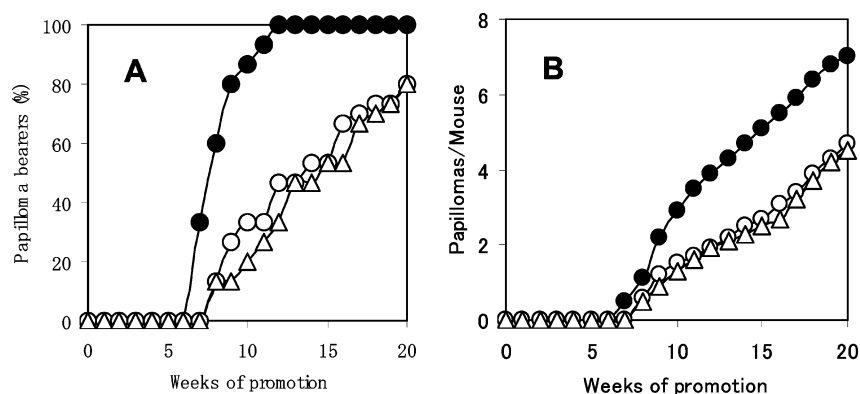 A
Papilloma bearers (%)
100
80
60
40
20
0
0 5 10 15 20
Weeks of promotion
B
Papillomas/Mouse
8
6
4
2
0
0 5 10 15 20
Weeks of promotion